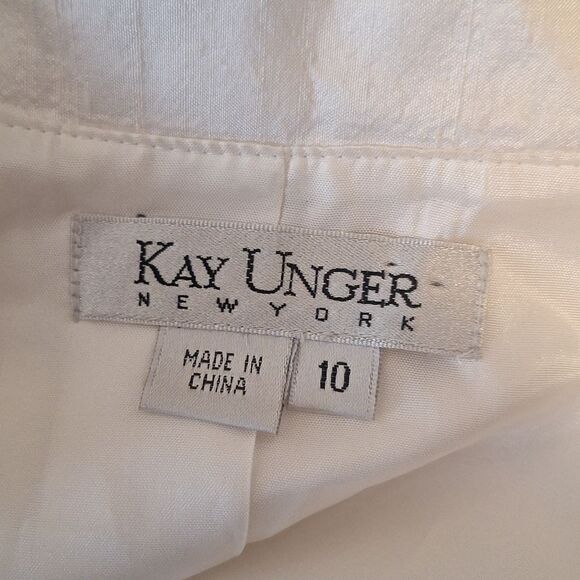 KAY UNGER
NEW YORK
MADE IN
CHINA
10